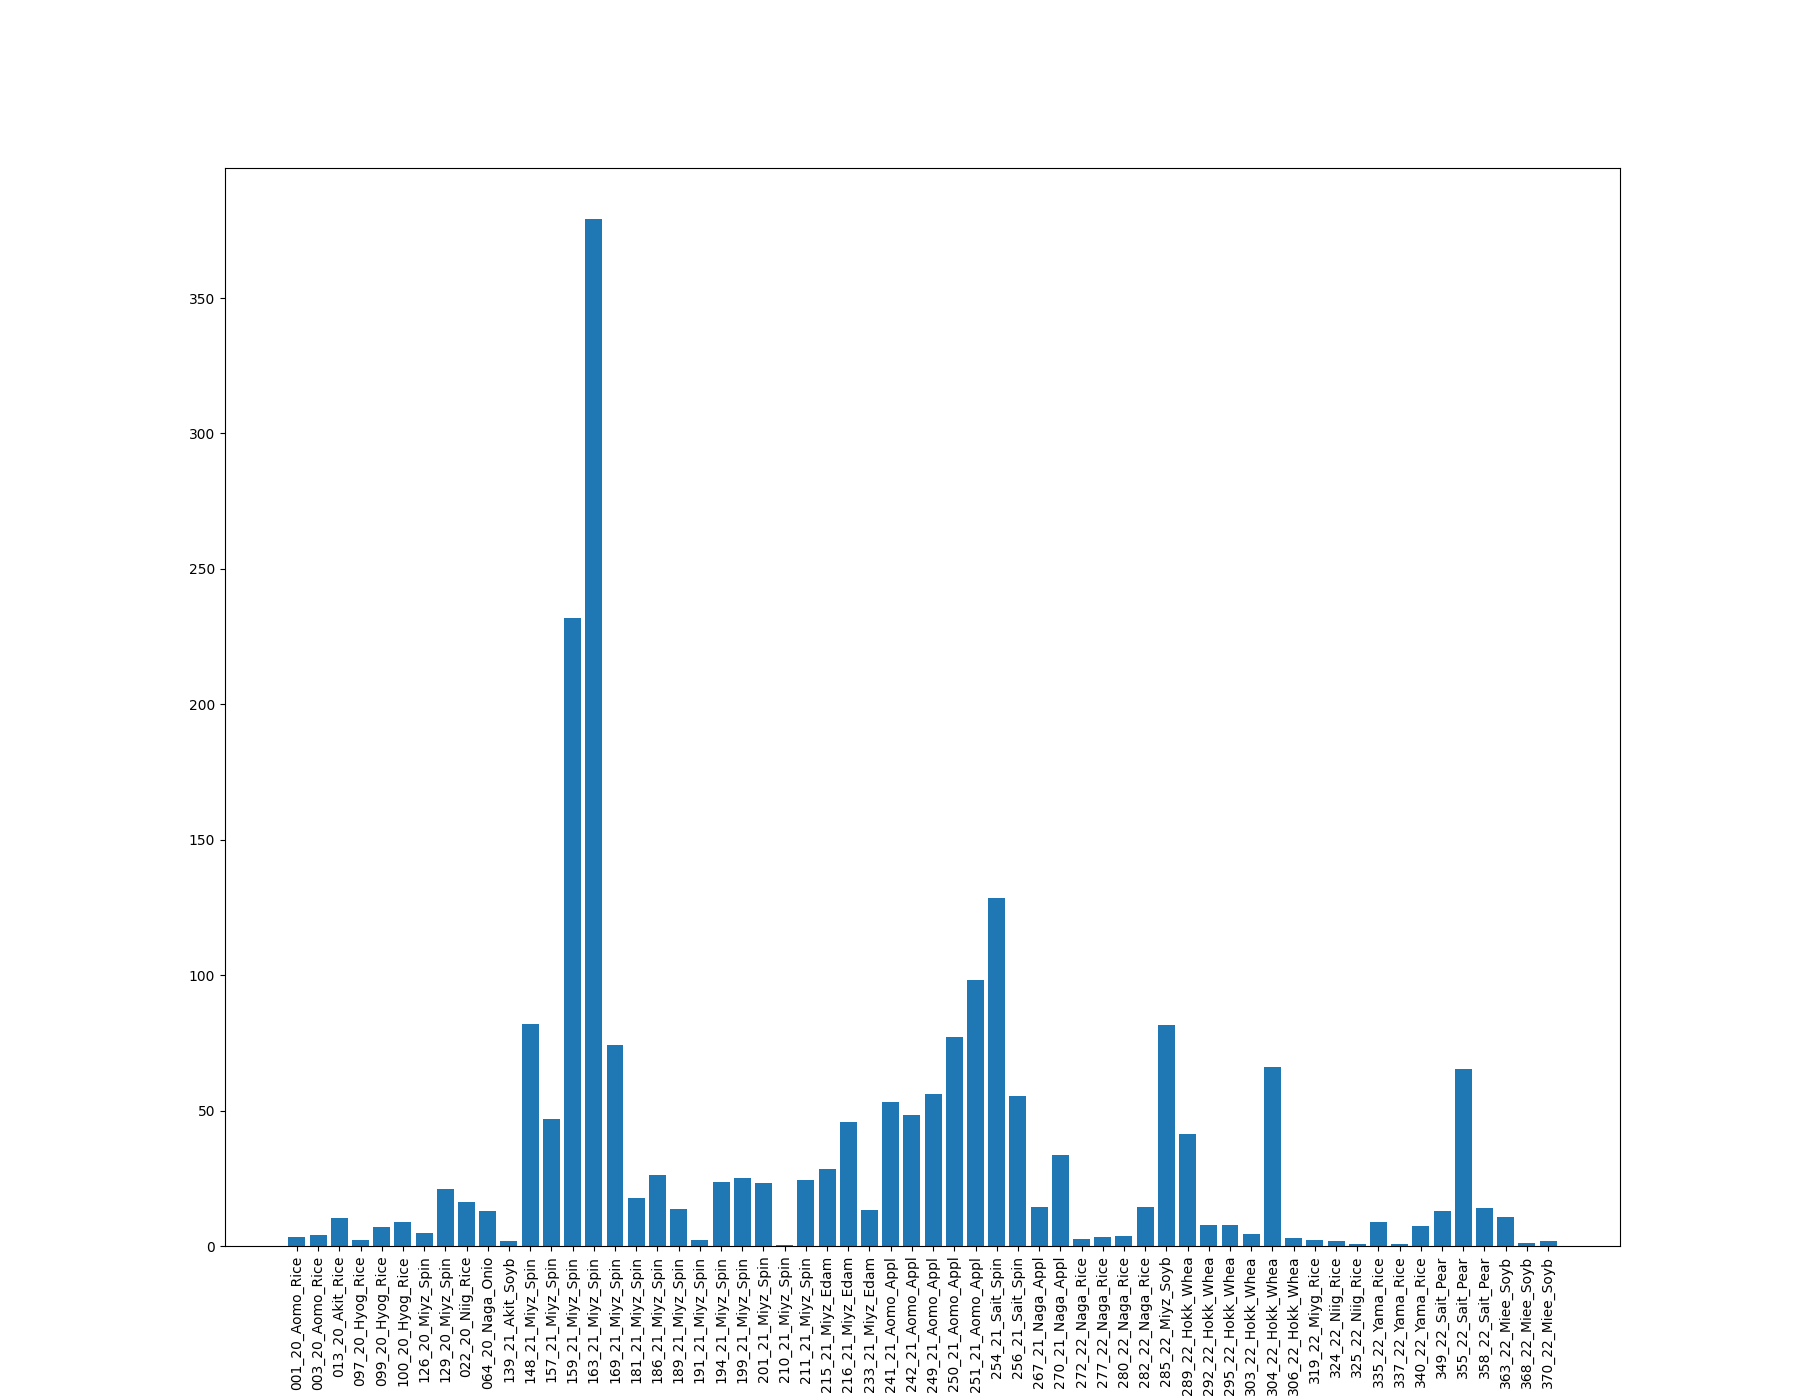 350
300
250
200
150
100
50
0
001_20_Aomo_Rice
003_20_Aomo_Rice
013_20_Akit_Rice
097_20_Hyog_Rice
099_20_Hyog_Rice
100_20_Hyog_Rice
126_20_Miyz_Spin
129_20_Miyz_Spin
022_20_Niig_Rice
064_20_Naga_Onio
139_21_Akit_Soyb
148_21_Miyz_Spin
157_21_Miyz_Spin
159_21_Miyz_Spin
163_21_Miyz_Spin
169_21_Miyz_Spin
181_21_Miyz_Spin
186_21_Miyz_Spin
189_21_Miyz_Spin
191_21_Miyz_Spin
194_21_Miyz_Spin
199_21_Miyz_Spin
201_21_Miyz_Spin
210_21_Miyz_Spin
211_21_Miyz_Spin
215_21_Miyz_Edam
216_21_Miyz_Edam
233_21_Miyz_Edam
241_21_Aomo_Appl
242_21_Aomo_Appl
249_21_Aomo_Appl
250_21_Aomo_Appl
251_21_Aomo_Appl
254_21_Sait_Spin
256_21_Sait_Spin
267_21_Naga_Appl
270_21_Naga_Appl
272_22_Naga_Rice
277_22_Naga_Rice
280_22_Naga_Rice
282_22_Naga_Rice
285_22_Miyz_Soyb
289_22_Hokk_Whea
292_22_Hokk_Whea
295_22_Hokk_Whea
303_22_Hokk_Whea
304_22_Hokk_Whea
306_22_Hokk_Whea
319_22_Miyg_Rice
324_22_Niig_Rice
325_22_Niig_Rice
335_22_Yama_Rice
337_22_Yama_Rice
340_22_Yama_Rice
349_22_Sait_Pear
355_22_Sait_Pear
358_22_Sait_Pear
363_22_Miee_Soyb
368_22_Miee_Soyb
370_22_Miee_Soyb